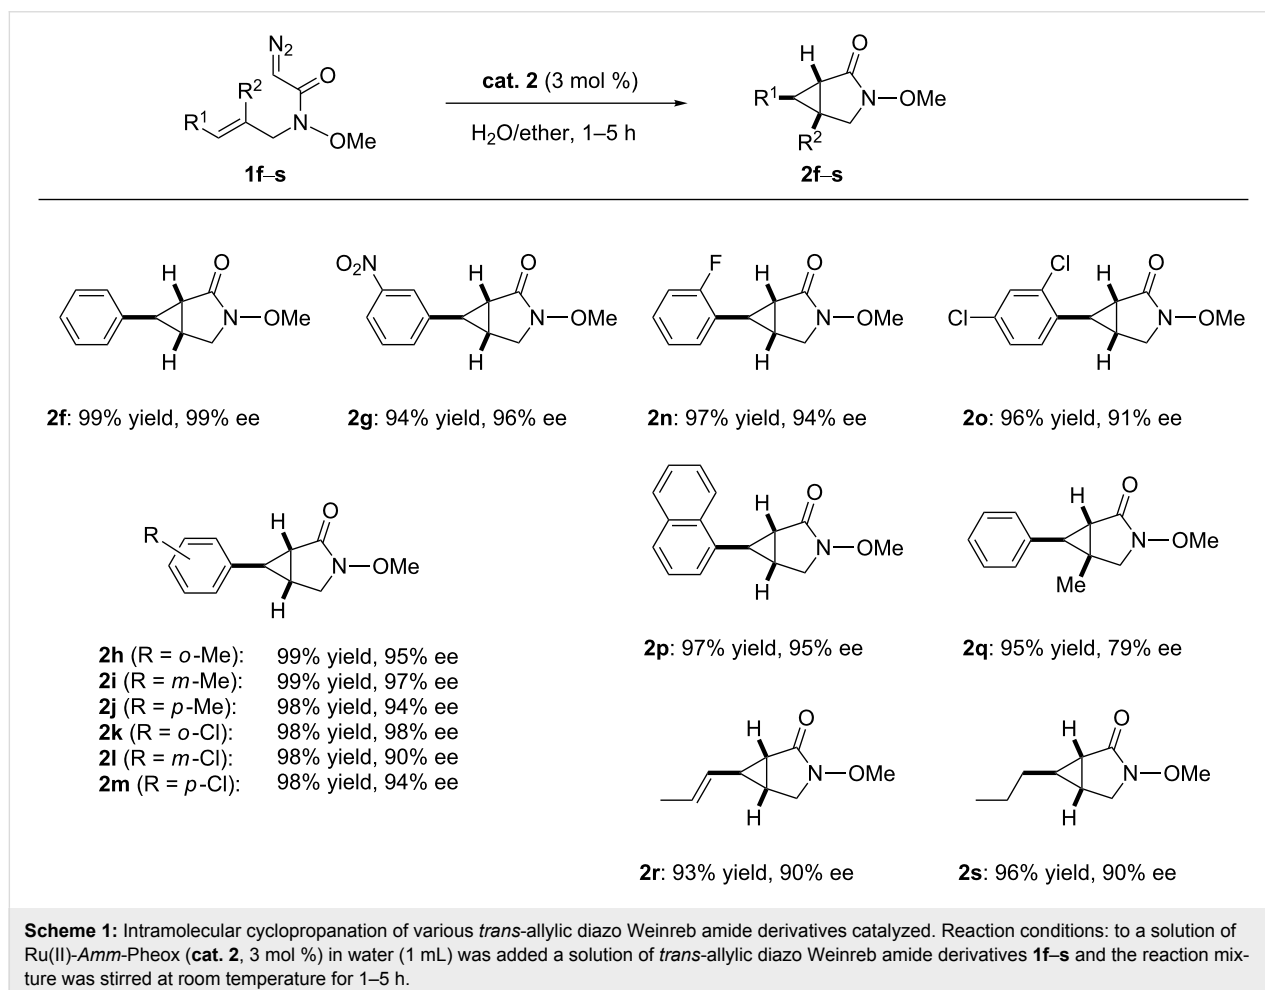 N2
R2
O
R1
N
OMe
1f–s
cat. 2 (3 mol %)
H2O/ether, 1–5 h
H
O
R1
N
OMe
R2
2f–s
H
O
N
OMe
H
2f: 99% yield, 99% ee
O2N
H
O
N
OMe
H
2g: 94% yield, 96% ee
F
H
O
N
OMe
H
2n: 97% yield, 94% ee
Cl
H
O
Cl
N
OMe
H
2o: 96% yield, 91% ee
R
H
O
N
OMe
H
2h (R = o-Me): 99% yield, 95% ee
2i (R = m-Me): 99% yield, 97% ee
2j (R = p-Me): 98% yield, 94% ee
2k (R = o-Cl): 98% yield, 98% ee
2l (R = m-Cl): 98% yield, 90% ee
2m (R = p-Cl): 98% yield, 94% ee
H
O
N
OMe
H
2p: 97% yield, 95% ee
H
O
N
OMe
Me
2q: 95% yield, 79% ee
H
O
N
OMe
H
2r: 93% yield, 90% ee
H
O
N
OMe
H
2s: 96% yield, 90% ee
Scheme 1: Intramolecular cyclopropanation of various trans-allylic diazo Weinreb amide derivatives catalyzed. Reaction conditions: to a solution of
Ru(II)-Amm-Pheox (cat. 2, 3 mol %) in water (1 mL) was added a solution of trans-allylic diazo Weinreb amide derivatives 1f–s and the reaction mix-
ture was stirred at room temperature for 1–5 h.